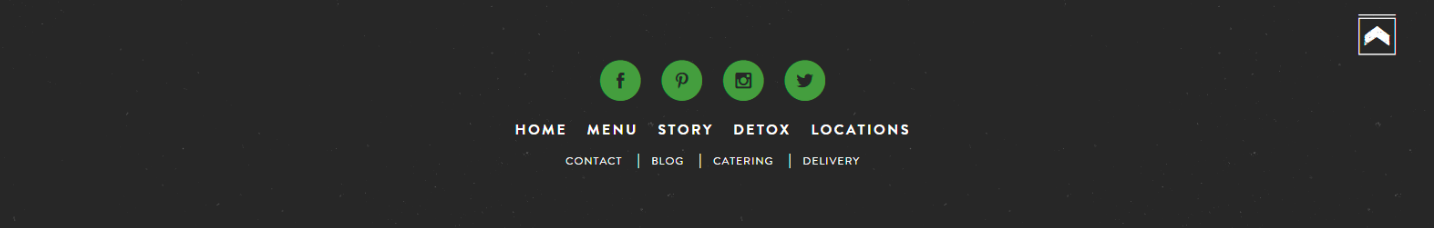 HOME MENU STORY DETOX LOCATIONS
CONTACT | BLOG | CATERING | DELIVERY